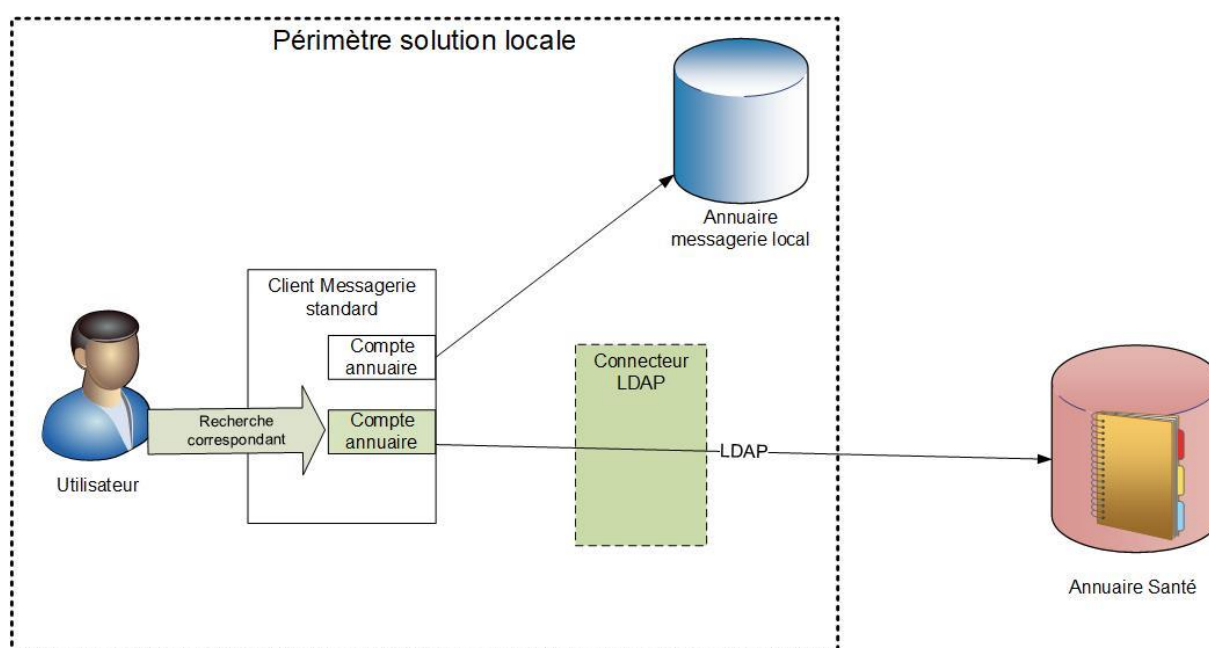 Périmètre solution locale
Annuaire
messagerie local
Client Messagerie
standard
Compte
annuaire
Connecteur
LDAP
Compte
annuaire
Recherche
correspondant
LDAP
Utilisateur
Annuaire Santé